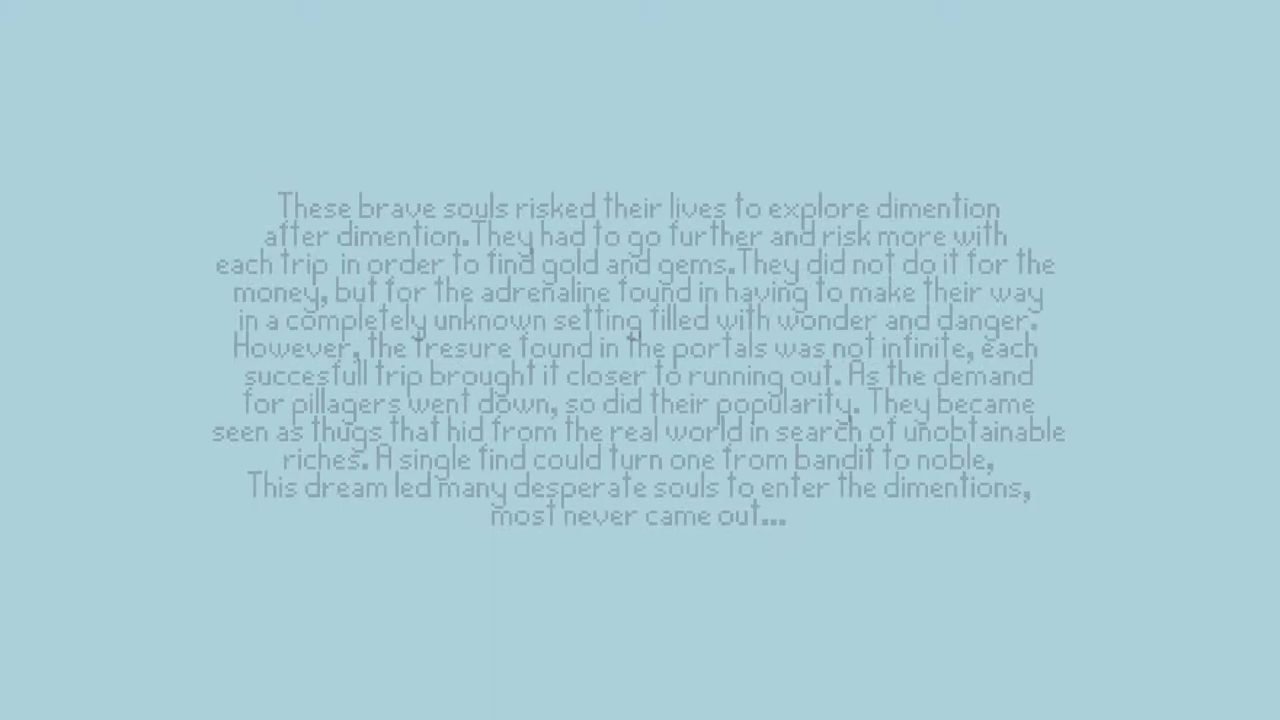 These brave souls risked their lives to explore dimention
after dimention.They had to go further and risk more with
each trip in order to find gold and gems.They did not do it for the
money, but for the adrenaline found in having to make their way
in a completely unknown setting filled with wonder and danger.
However, the tresure found in the portals was not infinite, each
succesfull trip brought it closer to running out. As the demand
for pillagers went down, so did their popularity. They became
seen as thugs that hid from the real world in search of unobtainable
riches. A single find could turn one from bandit to noble,
This dream led many desperate souls to enter the dimentions,
most never came out...